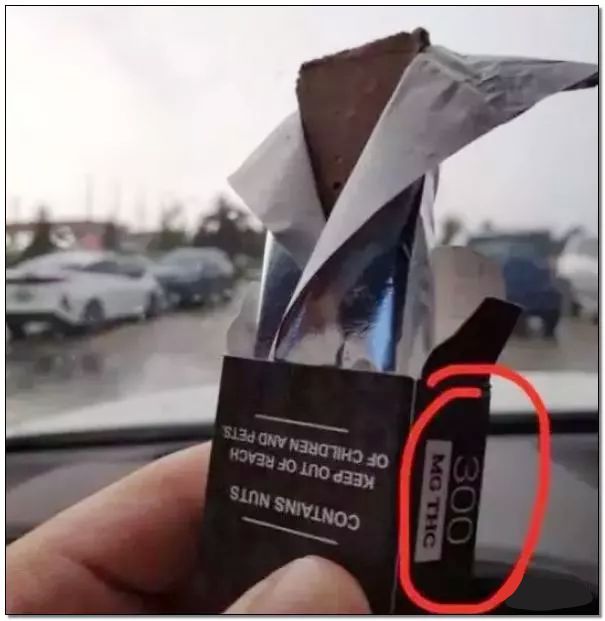 CONTAINS NUTS
KEEP OUT OF REACH
OF CHILDREN AND PETS.
300
MG THC